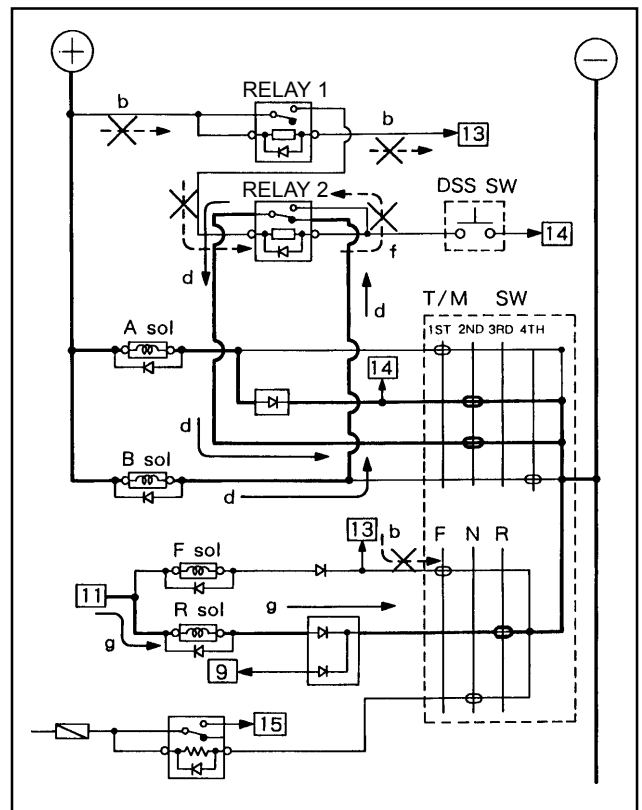 + −
RELAY 1
b b
13
RELAY 2 DSS SW
f 14
d d
T/M SW
A sol 1ST 2ND 3RD 4TH
14
d
B sol
d
13 b F N R
F sol
11 R sol g
g 9
15